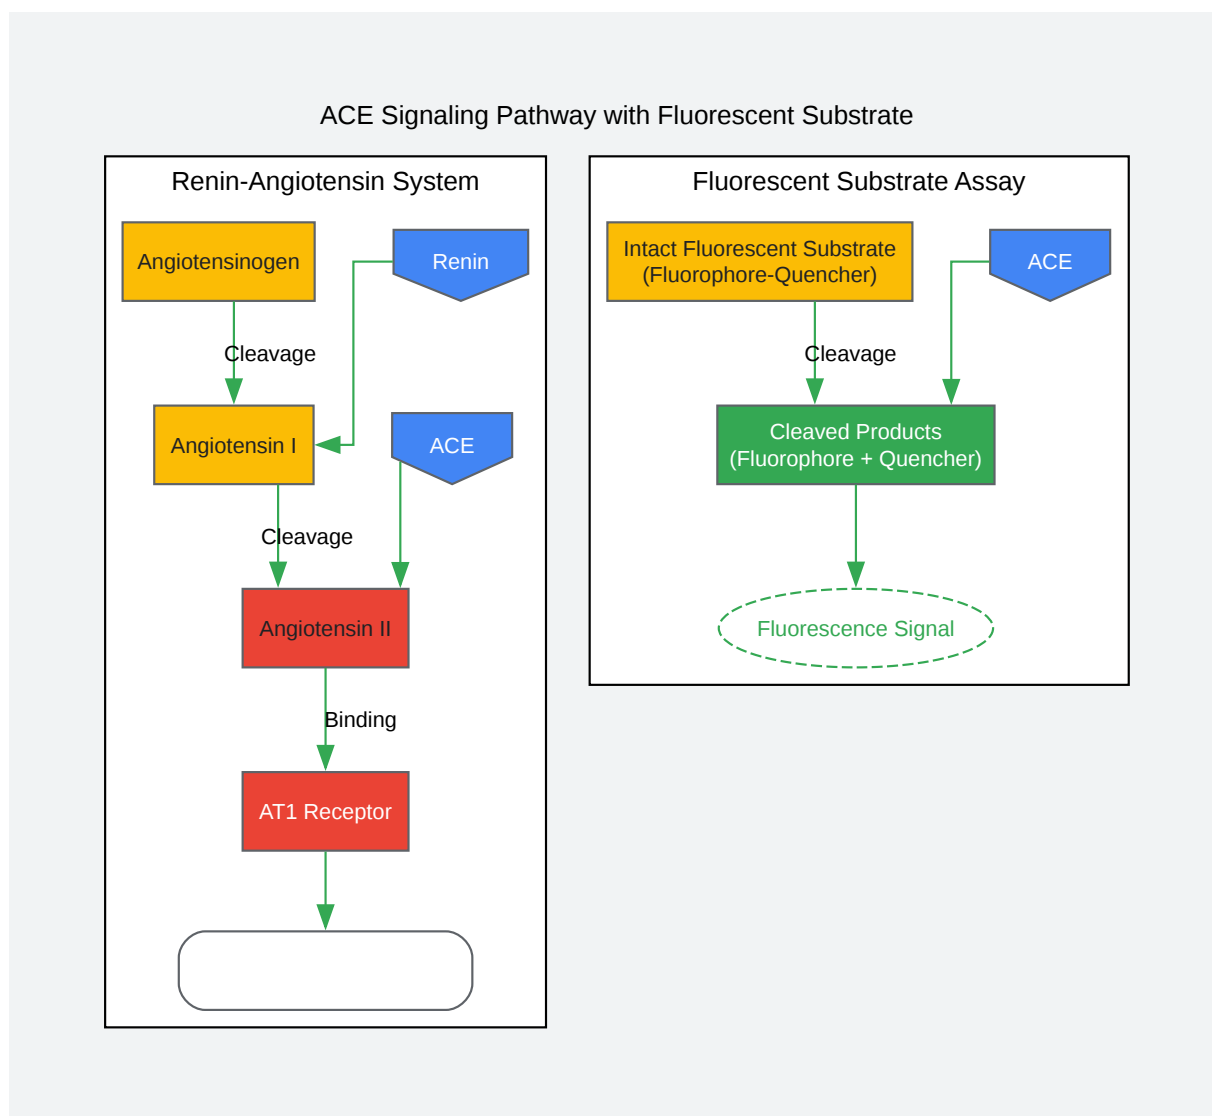 ACE Signaling Pathway with Fluorescent Substrate
Renin-Angiotensin System
Angiotensinogen
Renin
Cleavage
Angiotensin I
ACE
Cleavage
Angiotensin II
Binding
AT1 Receptor
Fluorescent Substrate Assay
Intact Fluorescent Substrate
(Fluorophore-Quencher)
ACE
Cleavage
Cleaved Products
(Fluorophore + Quencher)
Fluorescence Signal